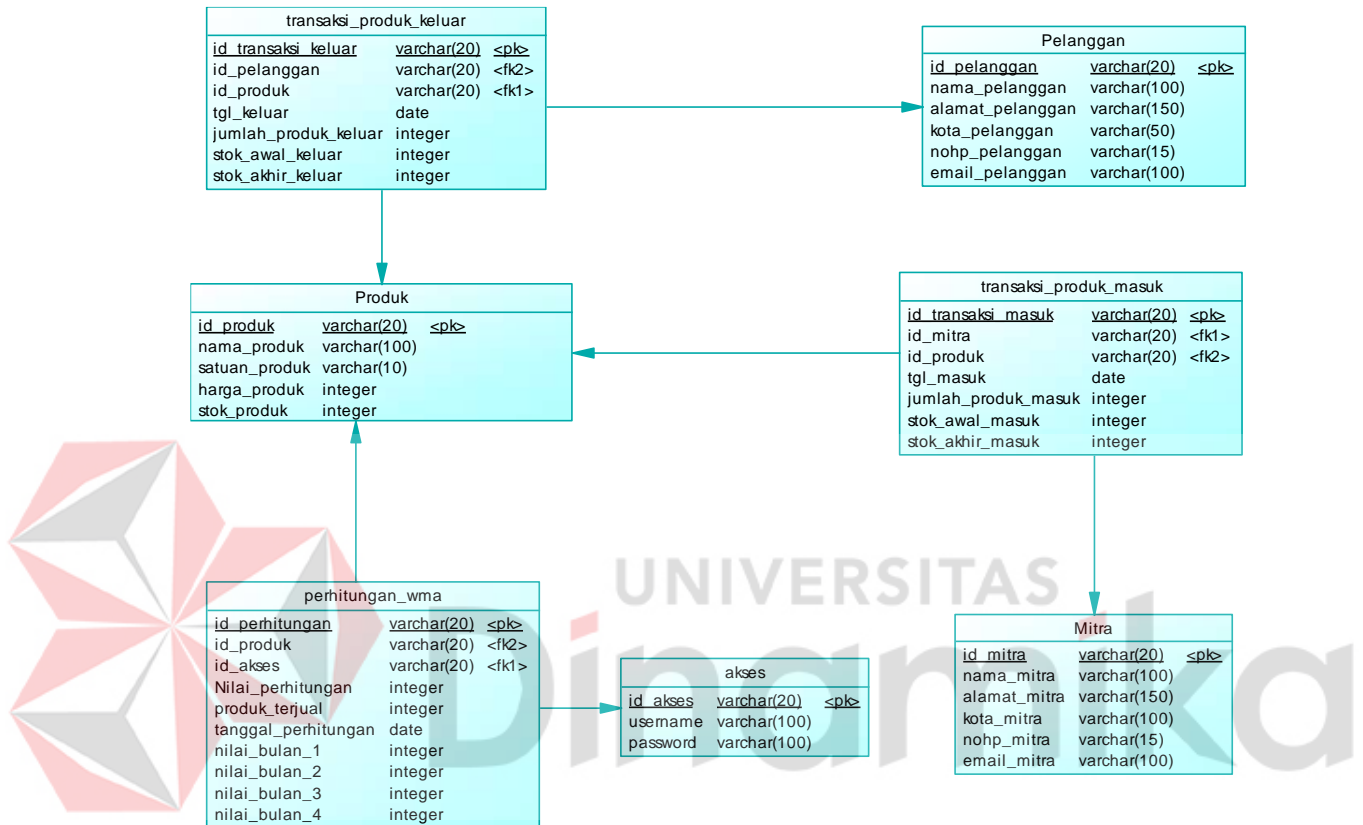 transaksi_produk_keluar
id_transaksi_keluar varchar(20) <pk>
id_pelanggan varchar(20) <fk2>
id_produk varchar(20) <fk1>
tgl_keluar date
jumlah_produk_keluar integer
stok_awal_keluar integer
stok_akhir_keluar integer
Pelanggan
id_pelanggan varchar(20) <pk>
nama_pelanggan varchar(100)
alamat_pelanggan varchar(150)
kota_pelanggan varchar(50)
nohp_pelanggan varchar(15)
email_pelanggan varchar(100)
Produk
id_produk varchar(20) <pk>
nama_produk varchar(100)
satuan_produk varchar(10)
harga_produk integer
stok_produk integer
transaksi_produk_masuk
id_transaksi_masuk varchar(20) <pk>
id_mitra varchar(20) <fk1>
id_produk varchar(20) <fk2>
tgl_masuk date
jumlah_produk_masuk integer
stok_awal_masuk integer
stok_akhir_masuk integer
perhitungan_wma
id_perhitungan varchar(20) <pk>
id_produk varchar(20) <fk2>
id_akses varchar(20) <fk1>
Nilai_perhitungan integer
produk_terjual integer
tanggal_perhitungan date
nilai_bulan_1 integer
nilai_bulan_2 integer
nilai_bulan_3 integer
nilai_bulan_4 integer
akses
id_akses varchar(20) <pk>
username varchar(100)
password varchar(100)
Mitra
id_mitra varchar(20) <pk>
nama_mitra varchar(100)
alamat_mitra varchar(150)
kota_mitra varchar(100)
nohp_mitra varchar(15)
email_mitra varchar(100)
UNIVERSITAS
Dinamika